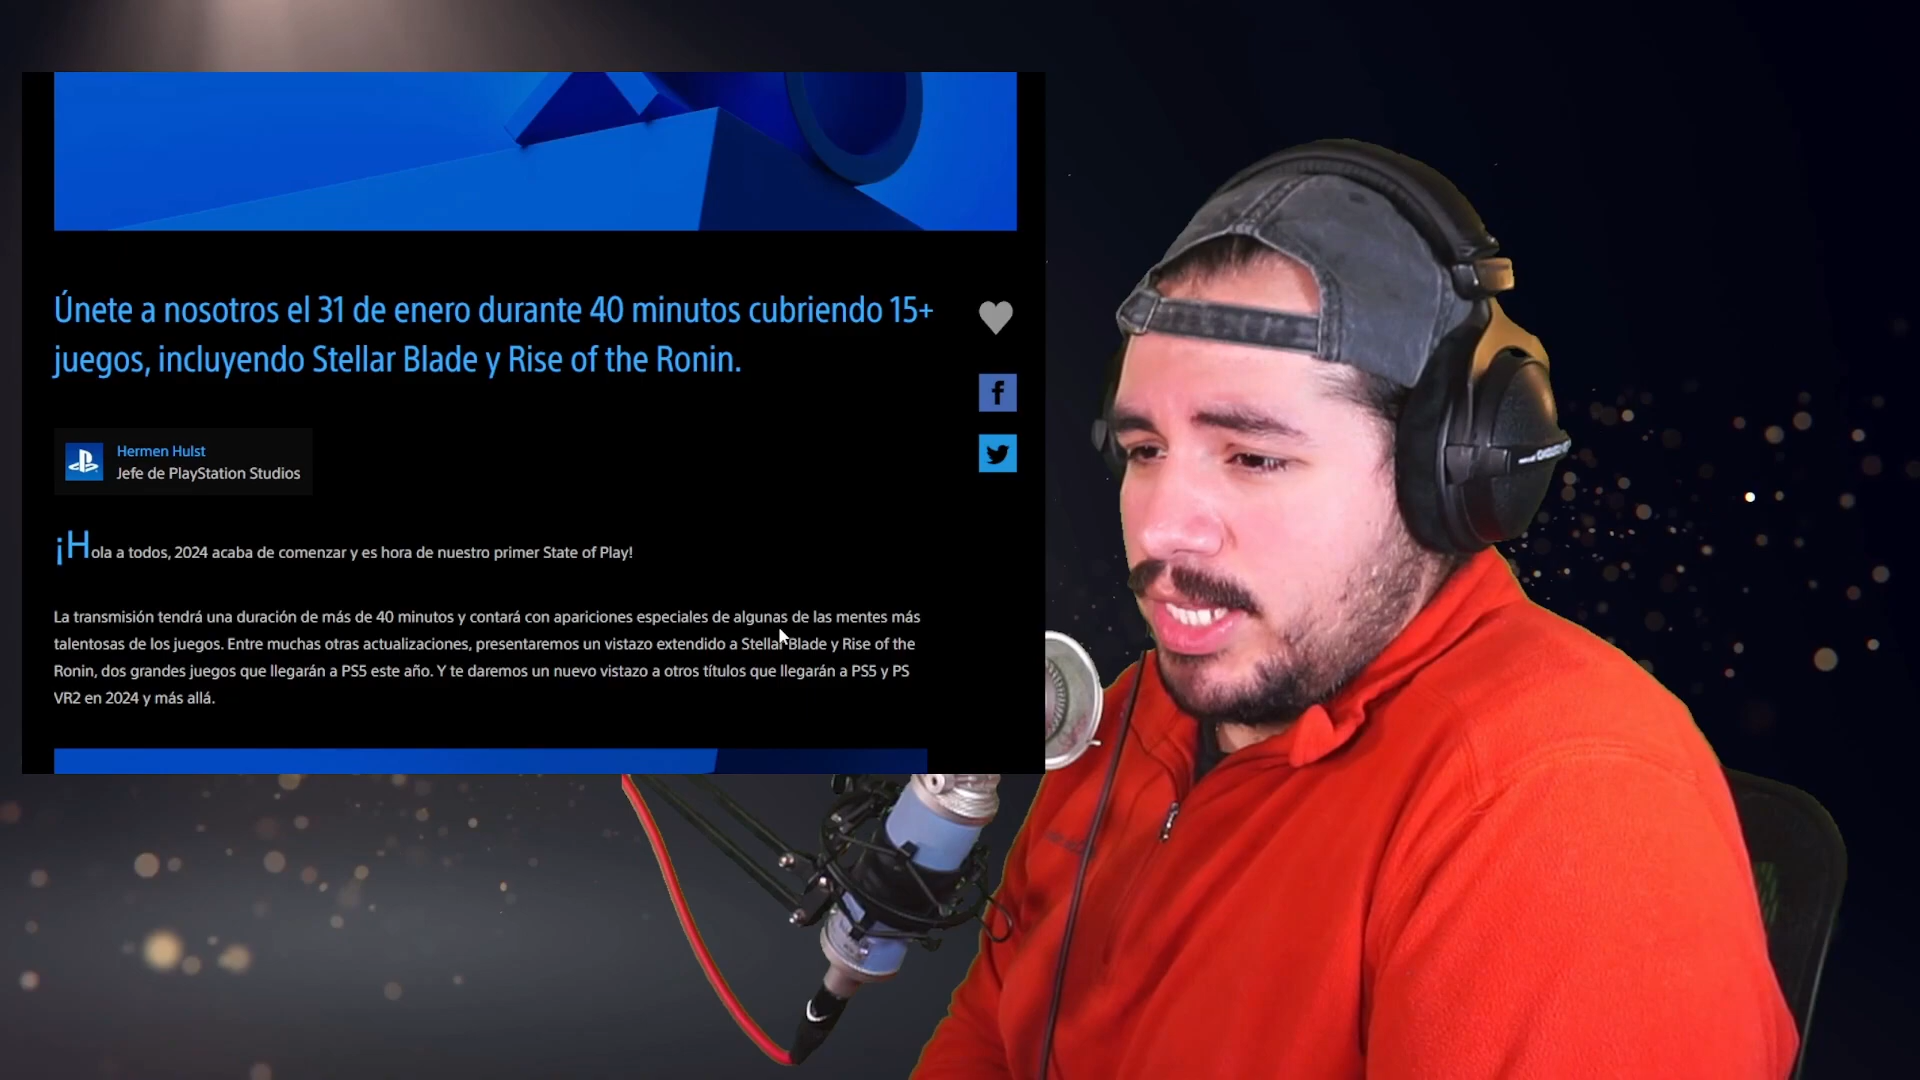 Únete a nosotros el 31 de enero durante 40 minutos cubriendo 15+
juegos, incluyendo Stellar Blade y Rise of the Ronin.
Hermen Hulst
Jefe de PlayStation Studios
¡Hola a todos, 2024 acaba de comenzar y es hora de nuestro primer State of Play!
La transmisión tendrá una duración de más de 40 minutos y contará con apariciones especiales de algunas de las mentes más
talentosas de los juegos. Entre muchas otras actualizaciones, presentaremos un vistazo extendido a Stellar Blade y Rise of the
Ronin, dos grandes juegos que llegarán a PS5 este año. Y te daremos un nuevo vistazo a otros títulos que llegarán a PS5 y PS
VR2 en 2024 y más allá.